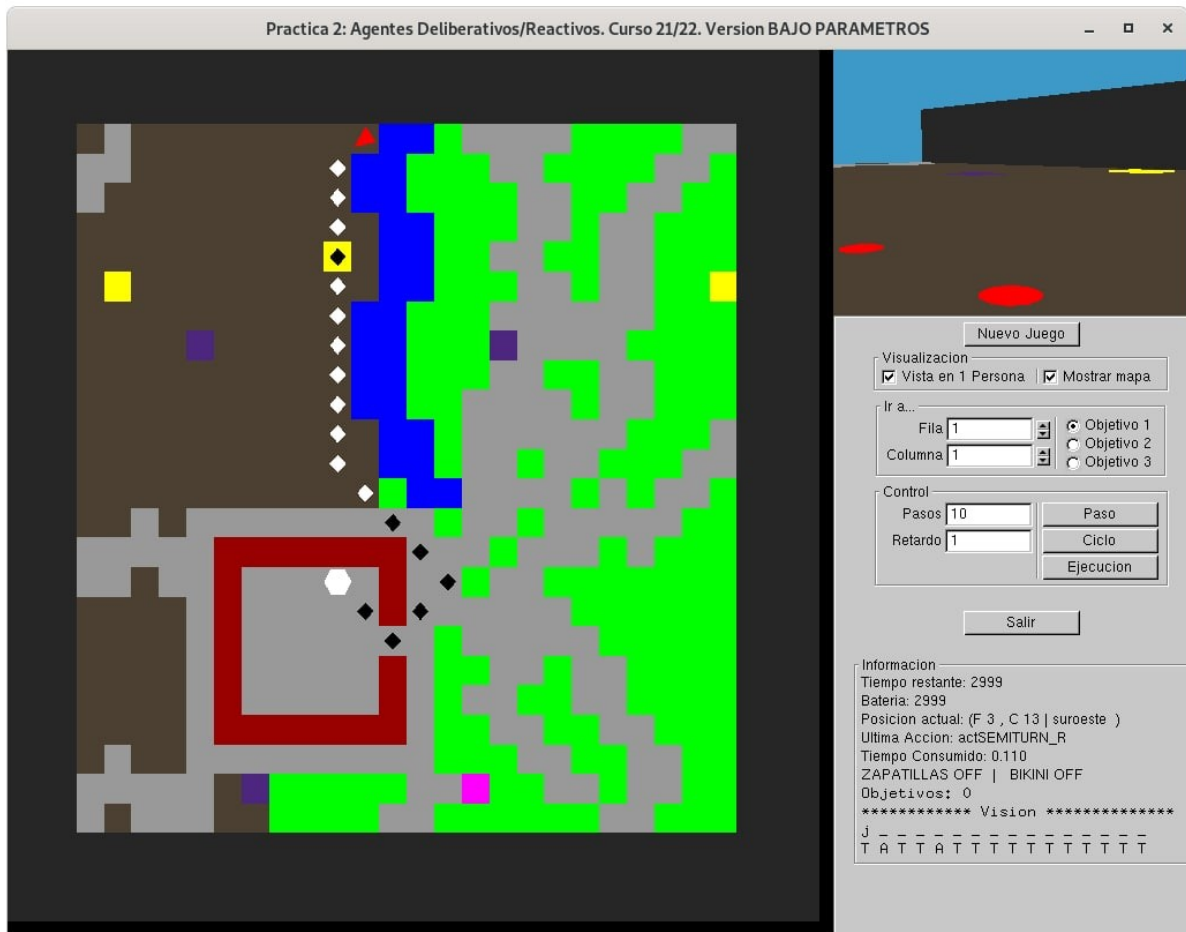 Practica 2: Agentes Deliberativos/Reactivos. Curso 21/22. Version BAJO PARAMETROS
Nuevo Juego
Visualizacion
Vista en 1 Persona
Mostrar mapa
Ir a...
Fila 1
Columna 1
Objetivo 1
Objetivo 2
Objetivo 3
Control
Pasos 10
Retardo 1
Paso
Ciclo
Ejecucion
Salir
Informacion
Tiempo restante: 2999
Bateria: 2999
Posicion actual: (F 3 , C 13 | suroeste )
Ultima Accion: actSEMITURN_R
Tiempo Consumido: 0.110
ZAPATILLAS OFF | BIKINI OFF
Objetivos: 0
************ Vision **************
j _ _ _ _ _ _ _ _ _ _ _ _ _ _ _
T A T T A T T T T T T T T T T T